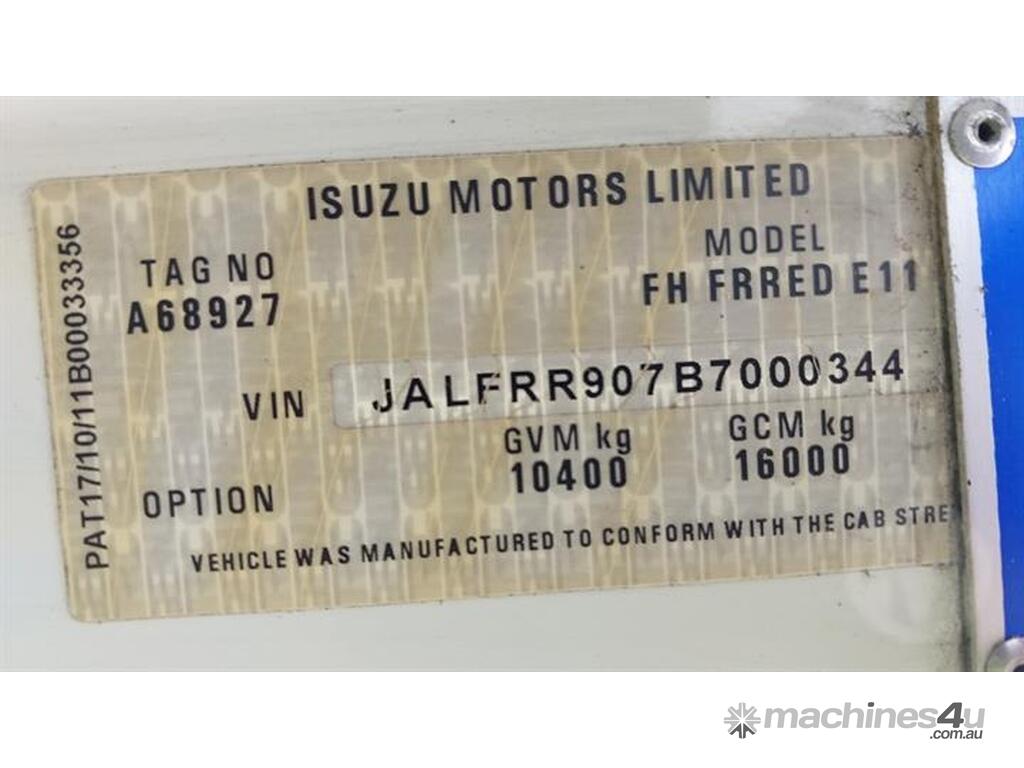 ISUZU MOTORS LIMITED
MODEL
FH FRRED E11
TAG NO
A68927
VIN JALFRR907B7000344
GVM kg
10400
GCM kg
16000
OPTION
VEHICLE WAS MANUFACTURED TO CONFORM WITH THE CAB STRE
PAT17/10/11B00033356
machines4u
.com.au